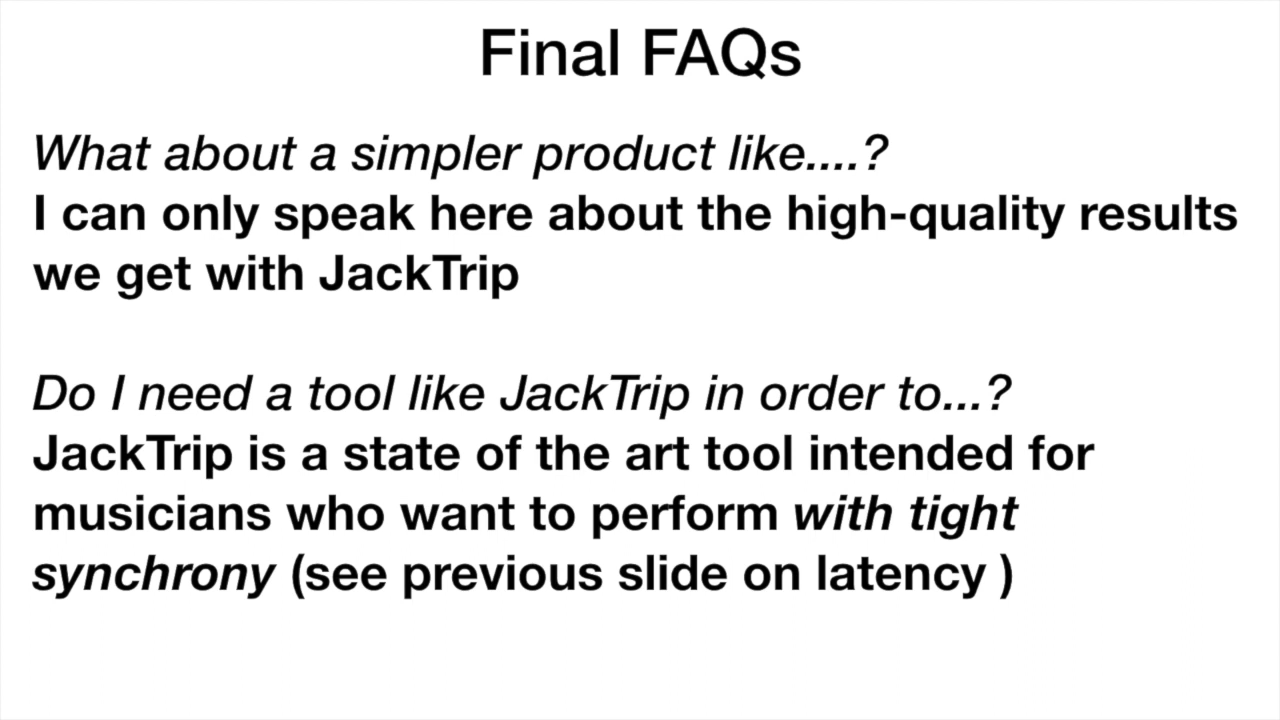 Final FAQs
What about a simpler product like....?
I can only speak here about the high-quality results
we get with JackTrip
Do I need a tool like JackTrip in order to...?
JackTrip is a state of the art tool intended for
musicians who want to perform with tight
synchrony (see previous slide on latency )